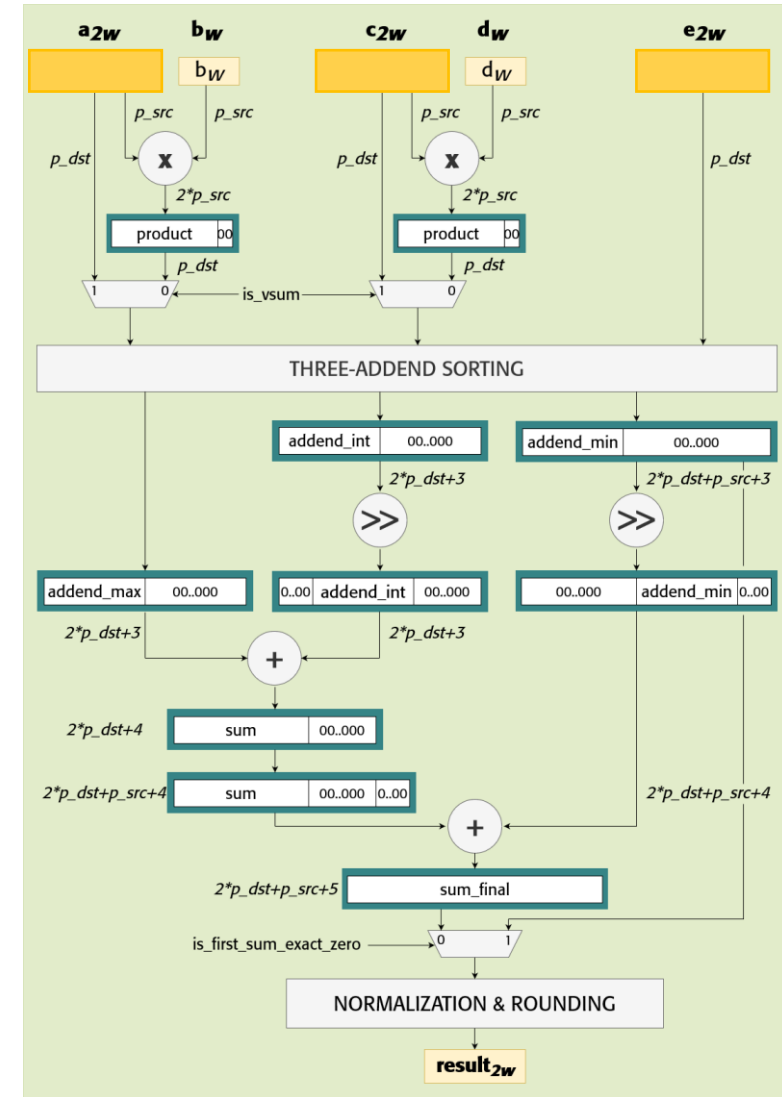 a2w bw c2w dw e2w
bw dw
p_src p_src p_src p_src
p_dst x p_dst x p_dst
2*p_src 2*p_src
product 00 product 00
p_dst p_dst
1 0 is_vsum 1 0
THREE-ADDEND SORTING
addend_int 00..000 addend_min 00..000
2*p_dst+3 2*p_dst+p_src+3
>> >>
addend_max 00..000 0..00 addend_int 00..000 00..000 addend_min 0..00
2*p_dst+3 2*p_dst+3
+
2*p_dst+4 sum 00..000
2*p_dst+p_src+4 sum 00..000 0..00 2*p_dst+p_src+4
+
2*p_dst+p_src+5 sum_final
is_first_sum_exact_zero 0 1
NORMALIZATION & ROUNDING
result2w